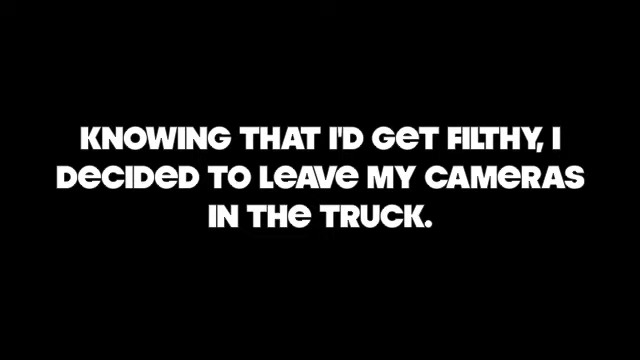 KNOWING THAT I'D GET FILTHY, I
DECIDED TO LEAVE MY CAMERAS
IN THE TRUCK.